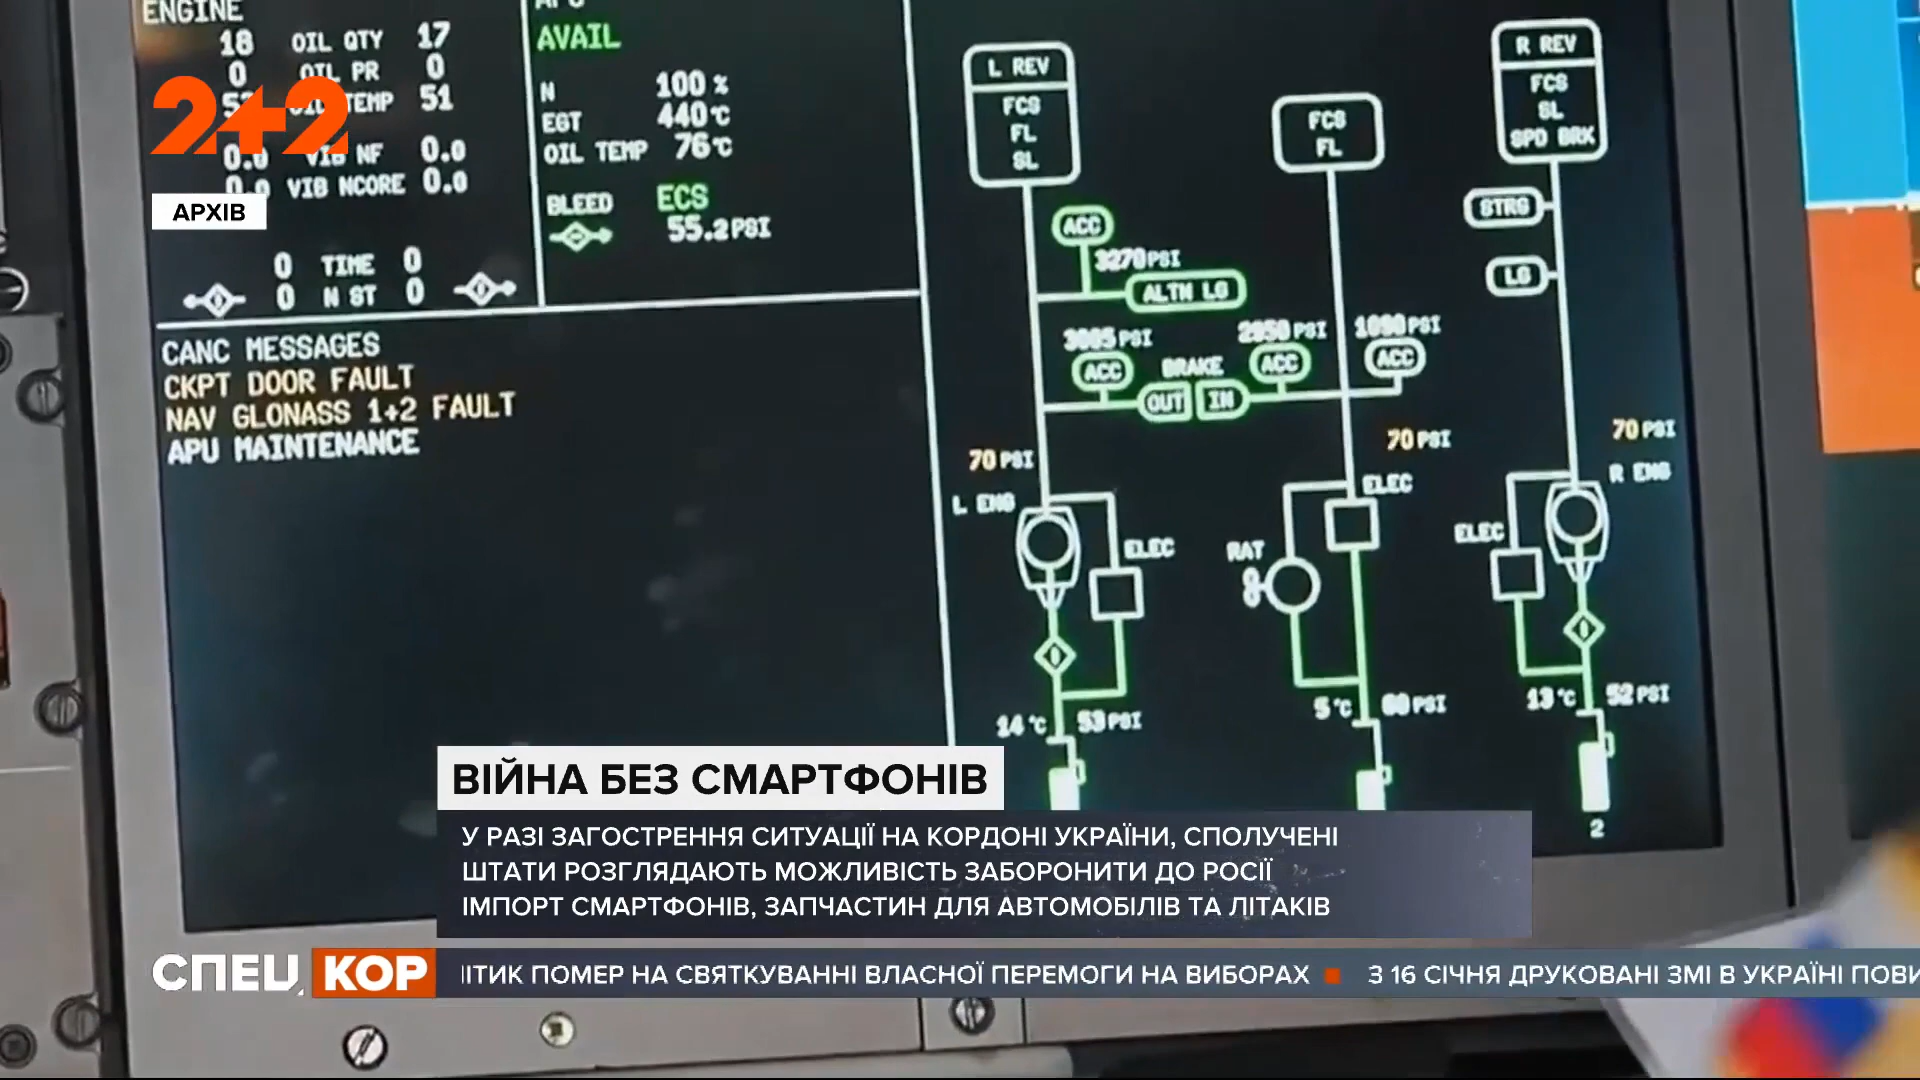 ENGINE
18 OIL QTY 17
0 OIL PR 0
TEMP 51
0.0 VIB NF 0.0
0.0 VIB NCORE 0.0
0 TIME 0
0 N ST 0
2+2
АРХІВ
AVAIL
N 100 %
EGT 440°C
OIL TEMP 76°C
BLEED ECS
55.2 PSI
CANC MESSAGES
CKPT DOOR FAULT
NAV GLONASS 1+2 FAULT
APU MAINTENANCE
L REV
FCS
FL
SL
FCS
FL
R REV
FCS
SL
SPD BRK
STRG
LG
ACC
3270 PSI
ALTN LG
PSI
ACC
BRAKE
OUT IN
2950 PSI
ACC
PSI
ACC
70 PSI
70 PSI
70 PSI
L ENG
ELEC
RAT
ELEC
ELEC
R ENG
14°C 53 PSI
5°C 60 PSI
13°C 52 PSI
2
ВІЙНА БЕЗ СМАРТФОНІВ
У РАЗІ ЗАГОСТРЕННЯ СИТУАЦІЇ НА КОРДОНІ УКРАЇНИ, СПОЛУЧЕНІ
ШТАТИ РОЗГЛЯДАЮТЬ МОЖЛИВІСТЬ ЗАБОРОНИТИ ДО РОСІЇ
ІМПОРТ СМАРТФОНІВ, ЗАПЧАСТИН ДЛЯ АВТОМОБІЛІВ ТА ЛІТАКІВ
СПЕЦКОР
ІТИК ПОМЕР НА СВЯТКУВАННІ ВЛАСНОЇ ПЕРЕМОГИ НА ВИБОРАХ ■ З 16 СІЧНЯ ДРУКОВАНІ ЗМІ В УКРАЇНІ ПОВИ